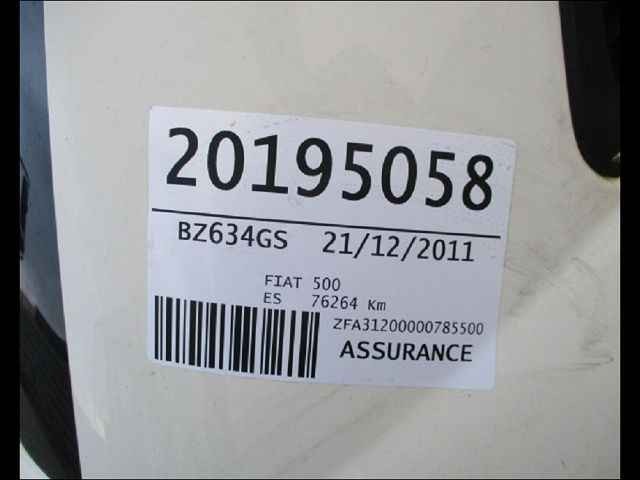 20195058
BZ634GS 21/12/2011
FIAT 500
ES 76264 Km
ZFA31200000785500
ASSURANCE